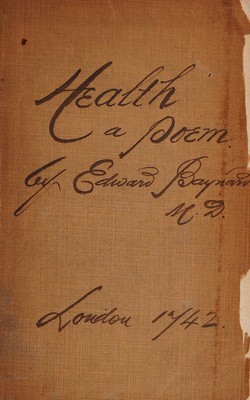 Health
a Poem.
by Edward Baynard
M.D.
London 1742.